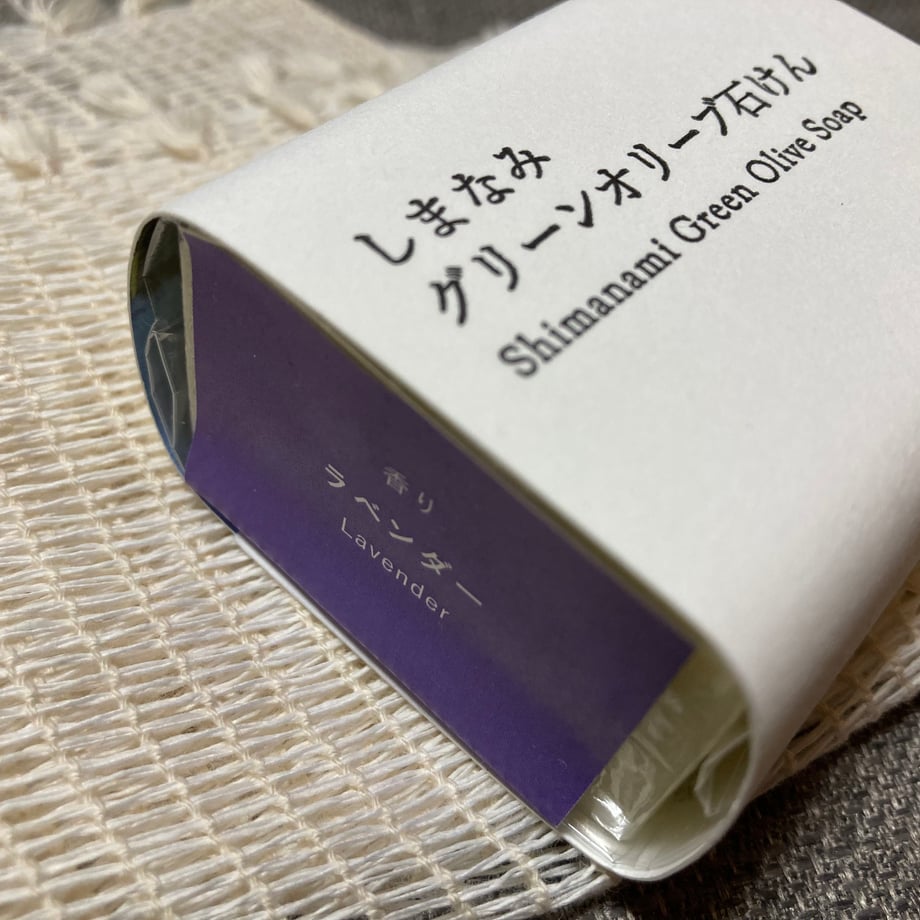 しまなみ
グリーンオリーブ石けん
Shimanami Green Olive Soap
香り
ラベンダー
Lavender